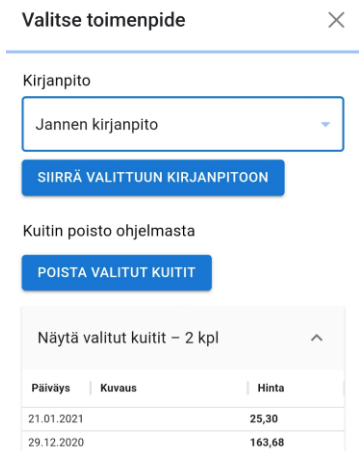 Valitse toimenpide
Kirjanpito
Jannen kirjanpito
SIIRRÄ VALITTUUN KIRJANPITOON
Kuitin poisto ohjelmasta
POISTA VALITUT KUITIT
Näytä valitut kuitit – 2 kpl
Päiväys Kuvaus Hinta
21.01.2021 25,30
29.12.2020 163,68